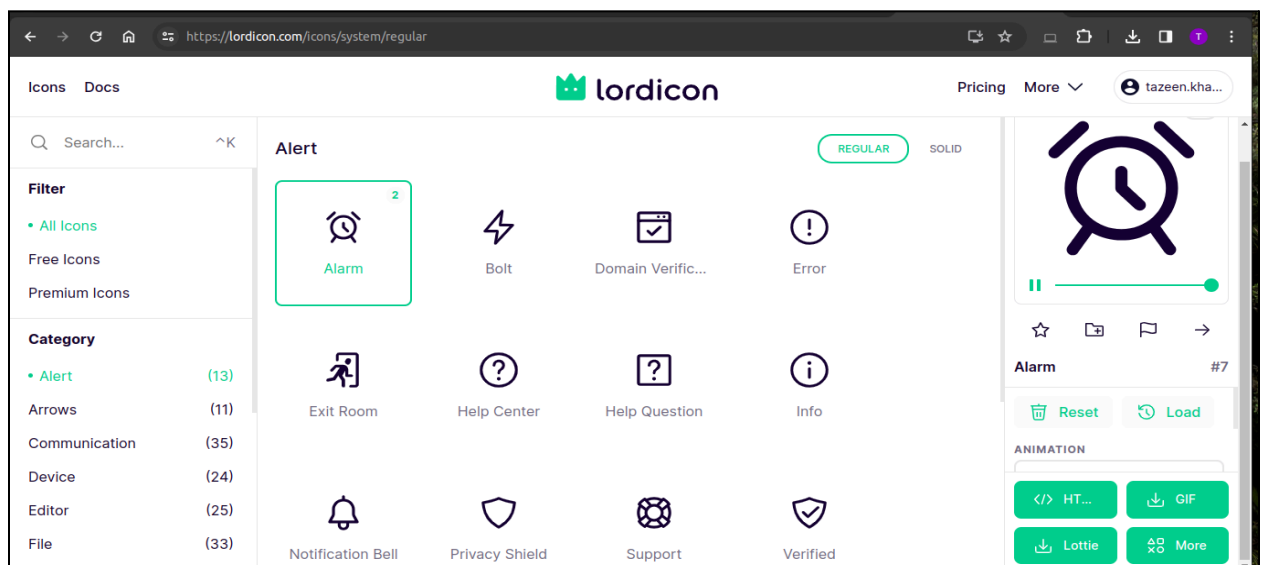 https://lordicon.com/icons/system/regular
T
Icons Docs
lordicon
Pricing More
tazeen.kha...
Search... ^K
Filter
• All Icons
Free Icons
Premium Icons
Category
• Alert (13)
Arrows (11)
Communication (35)
Device (24)
Editor (25)
File (33)
Alert
REGULAR SOLID
2
Alarm Bolt Domain Verific... Error
Exit Room Help Center Help Question Info
Notification Bell Privacy Shield Support Verified
Alarm #7
Reset Load
ANIMATION
</> HT... GIF
Lottie More